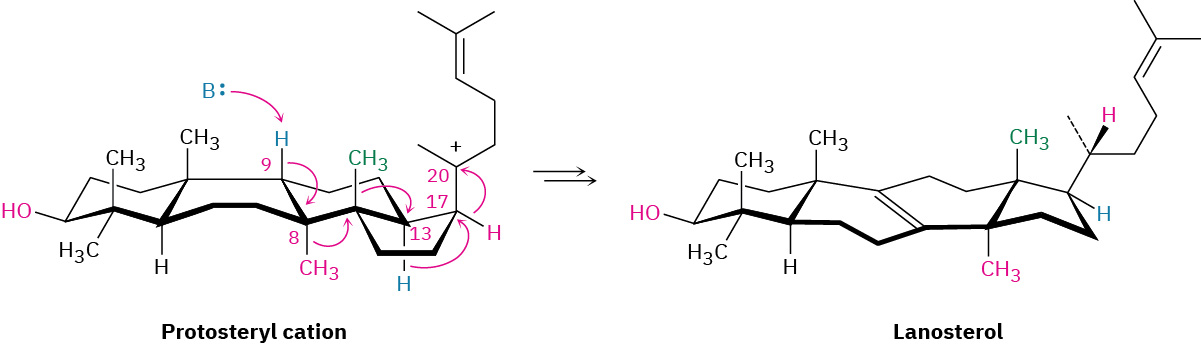 B:
H
CH3
9
CH3
CH3
+
20
17
HO
8
13
H
H3C
CH3
H
H
Protosteryl cation
H
CH3
CH3
CH3
HO
H
H3C
H
CH3
Lanosterol